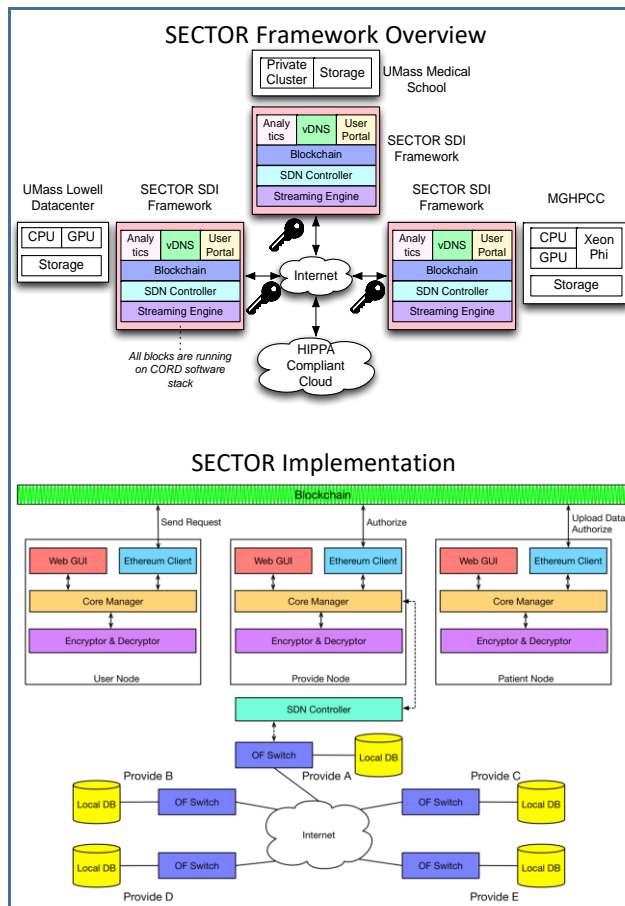 SECTOR Framework Overview
Private
Cluster
Storage
UMass Medical
School
Analy
tics
vDNS
User
Portal
Blockchain
SDN Controller
Streaming Engine
SECTOR SDI
Framework
UMass Lowell
Datacenter
SECTOR SDI
Framework
SECTOR SDI
Framework
MGHPCC
CPU
GPU
Storage
Analy
tics
vDNS
User
Portal
Blockchain
SDN Controller
Streaming Engine
Internet
Analy
tics
vDNS
User
Portal
Blockchain
SDN Controller
Streaming Engine
CPU
GPU
Xeon
Phi
Storage
All blocks are running
on CORD software
stack
HIPPA
Compliant
Cloud
SECTOR Implementation
Blockchain
Send Request
Authorize
Upload Data
Authorize
Web GUI
Ethereum Client
Core Manager
Encryptor & Decryptor
User Node
Web GUI
Ethereum Client
Core Manager
Encryptor & Decryptor
Provide Node
Web GUI
Ethereum Client
Core Manager
Encryptor & Decryptor
Patient Node
SDN Controller
OF Switch
Local DB
Provide B
Provide A
Provide C
Local DB
OF Switch
OF Switch
Local DB
Internet
Local DB
OF Switch
OF Switch
Local DB
Provide D
Provide E